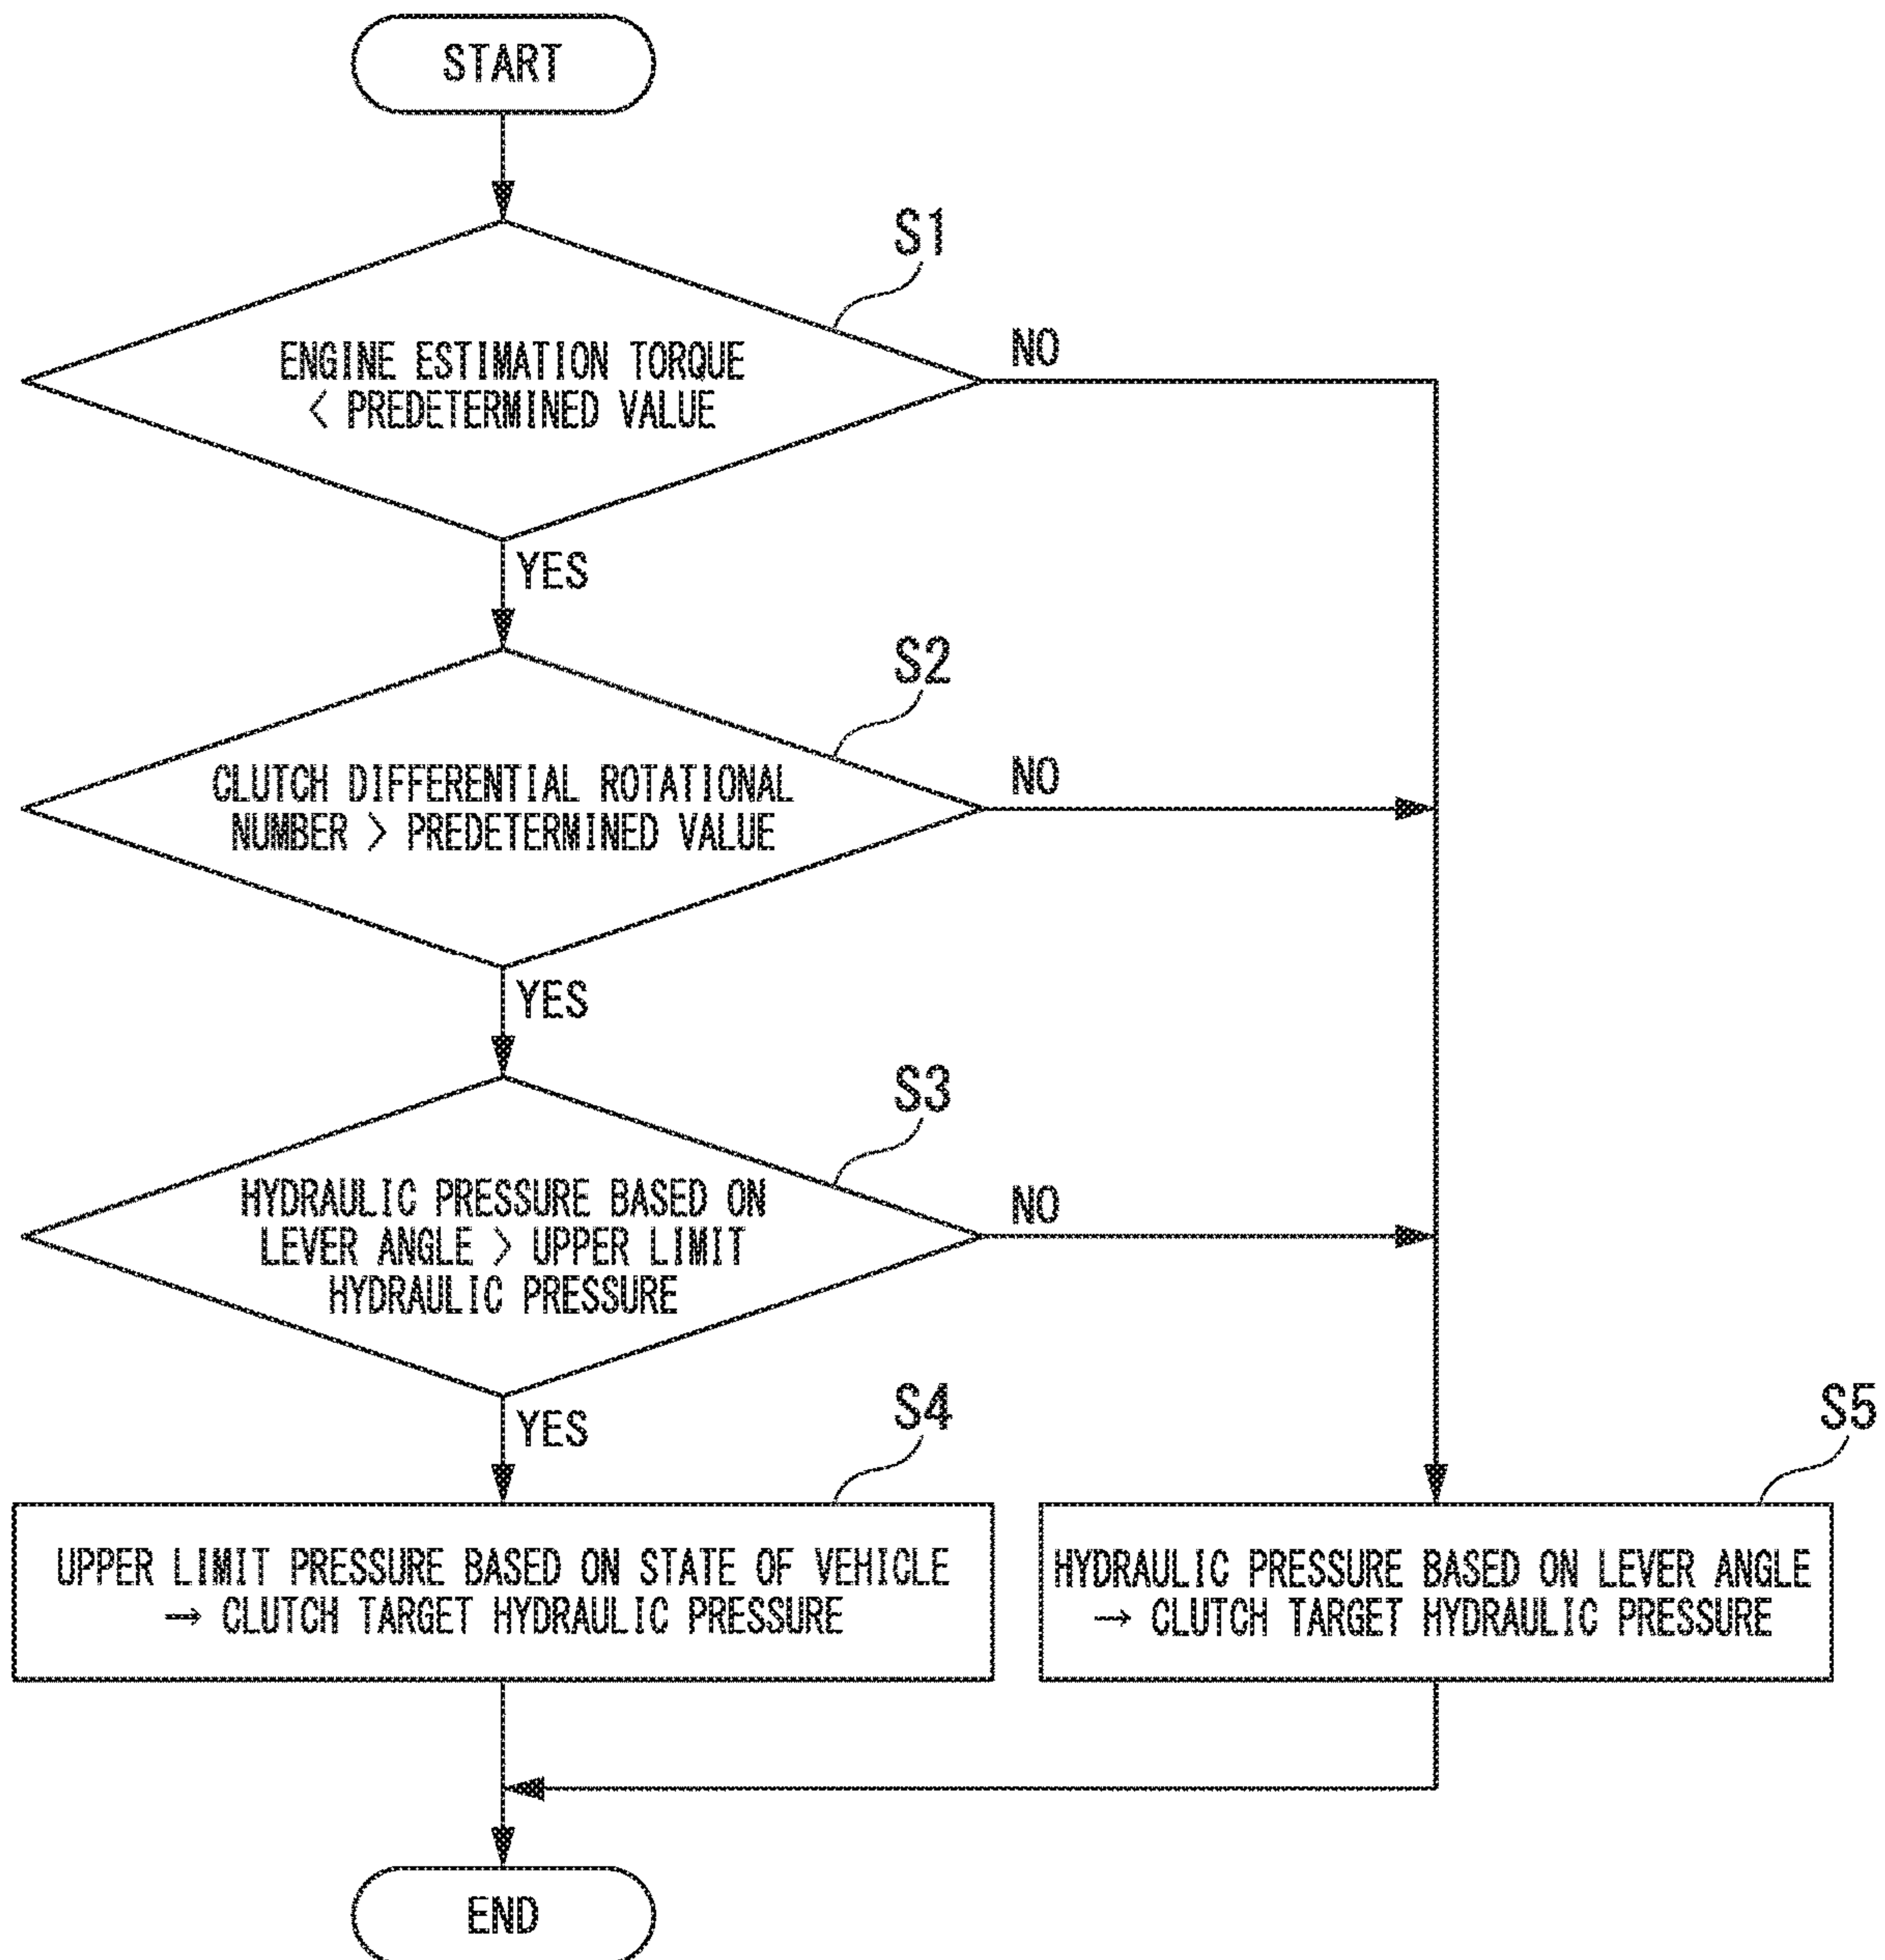 START
S1
ENGINE ESTIMATION TORQUE
< PREDETERMINED VALUE
NO
YES
S2
CLUTCH DIFFERENTIAL ROTATIONAL
NUMBER > PREDETERMINED VALUE
NO
YES
S3
HYDRAULIC PRESSURE BASED ON
LEVER ANGLE > UPPER LIMIT
HYDRAULIC PRESSURE
NO
YES
S4
UPPER LIMIT PRESSURE BASED ON STATE OF VEHICLE
→ CLUTCH TARGET HYDRAULIC PRESSURE
S5
HYDRAULIC PRESSURE BASED ON LEVER ANGLE
→ CLUTCH TARGET HYDRAULIC PRESSURE
END